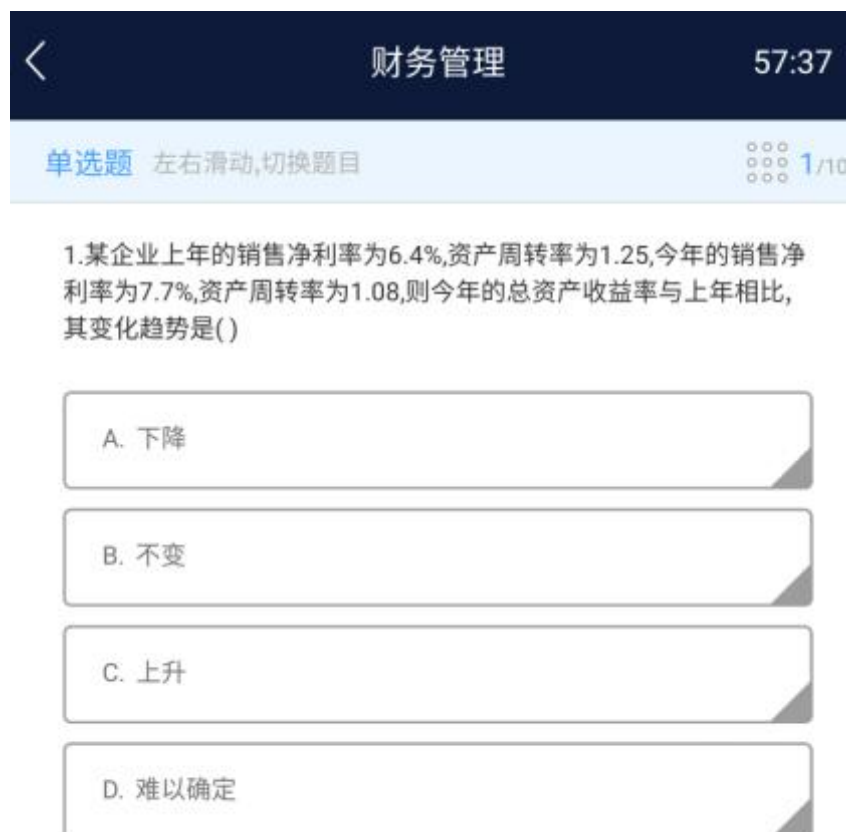 财务管理 57:37
单选题 左右滑动,切换题目 1/10
1.某企业上年的销售净利率为6.4%,资产周转率为1.25,今年的销售净
利率为7.7%,资产周转率为1.08,则今年的总资产收益率与上年相比,
其变化趋势是( )
A. 下降
B. 不变
C. 上升
D. 难以确定